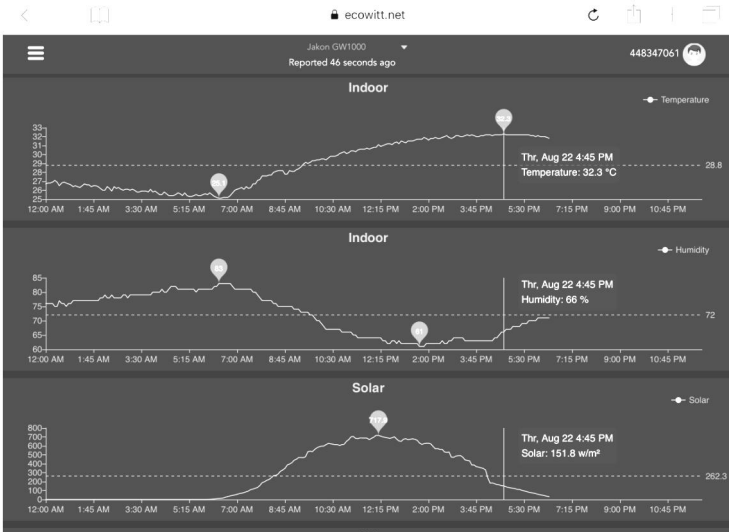 ecowitt.net
Jakon GW1000
Reported 46 seconds ago
448347061
Indoor
Temperature
33
32
31
30
29
28
27
26
25
32.3
25.1
28.8
Thr, Aug 22 4:45 PM
Temperature: 32.3 °C
12:00 AM 1:45 AM 3:30 AM 5:15 AM 7:00 AM 8:45 AM 10:30 AM 12:15 PM 2:00 PM 3:45 PM 5:30 PM 7:15 PM 9:00 PM 10:45 PM
Indoor
Humidity
85
80
75
70
65
60
83
61
72
Thr, Aug 22 4:45 PM
Humidity: 66 %
12:00 AM 1:45 AM 3:30 AM 5:15 AM 7:00 AM 8:45 AM 10:30 AM 12:15 PM 2:00 PM 3:45 PM 5:30 PM 7:15 PM 9:00 PM 10:45 PM
Solar
Solar
800
700
600
500
400
300
200
100
0
262.3
Thr, Aug 22 4:45 PM
Solar: 151.8 w/m²
12:00 AM 1:45 AM 3:30 AM 5:15 AM 7:00 AM 8:45 AM 10:30 AM 12:15 PM 2:00 PM 3:45 PM 5:30 PM 7:15 PM 9:00 PM 10:45 PM